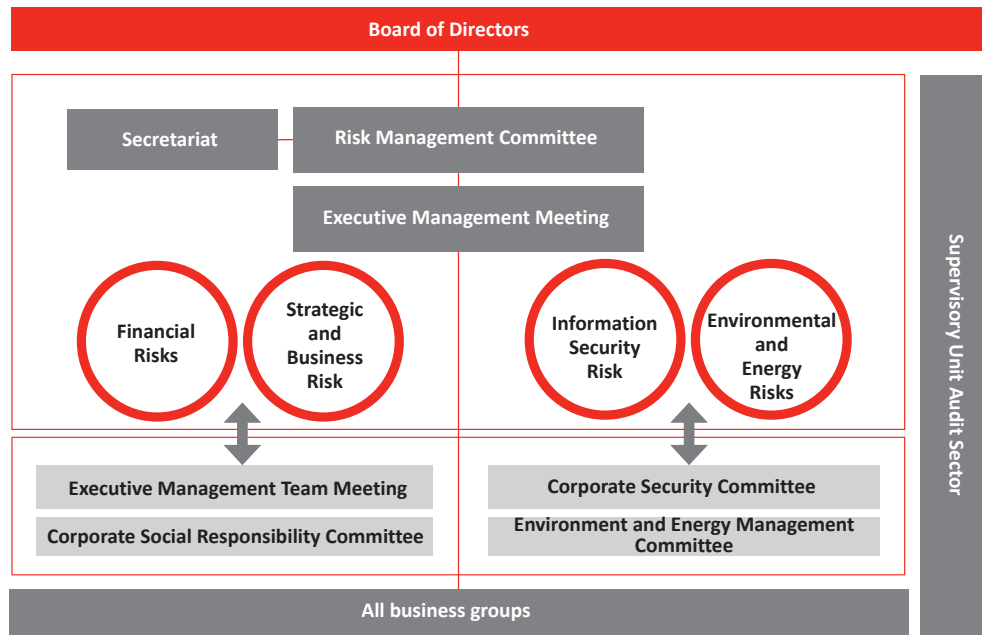 Board of Directors
Secretariat
Risk Management Committee
Executive Management Meeting
Financial
Risks
Strategic
and
Business
Risk
Information
Security
Risk
Environmental
and
Energy
Risks
Executive Management Team Meeting
Corporate Social Responsibility Committee
Corporate Security Committee
Environment and Energy Management
Committee
All business groups
Supervisory Unit Audit Sector